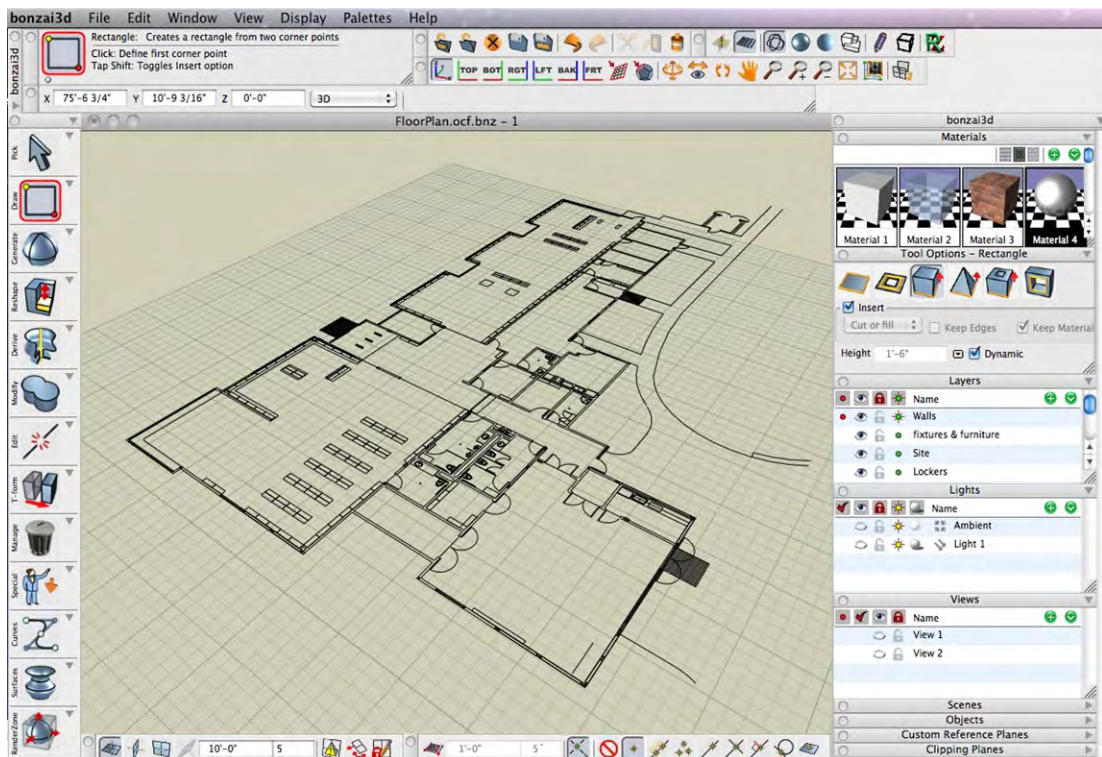 bonzai3d File Edit Window View Display Palettes Help
bonzai3d
Rectangle: Creates a rectangle from two corner points
Click: Define first corner point
Tap Shift: Toggles Insert option
TOP BOT RGT LFT BAK FRT
X 75'-6 3/4" Y 10'-9 3/16" Z 0'-0" 3D
FloorPlan.ocf.bnz - 1
Pick
Draw
Generate
Reshape
Derive
Modify
Edit
T-form
Manage
Special
Curves
Surfaces
RenderZone
bonzai3d
Materials
Material 1 Material 2 Material 3 Material 4
Tool Options - Rectangle
Insert
Cut or fill Keep Edges Keep Material
Height 1'-6" Dynamic
Layers
Name
Walls
fixtures & furniture
Site
Lockers
Lights
Name
Ambient
Light 1
Views
Name
View 1
View 2
Scenes
Objects
Custom Reference Planes
Clipping Planes
10'-0" 5 1'-0" 5°